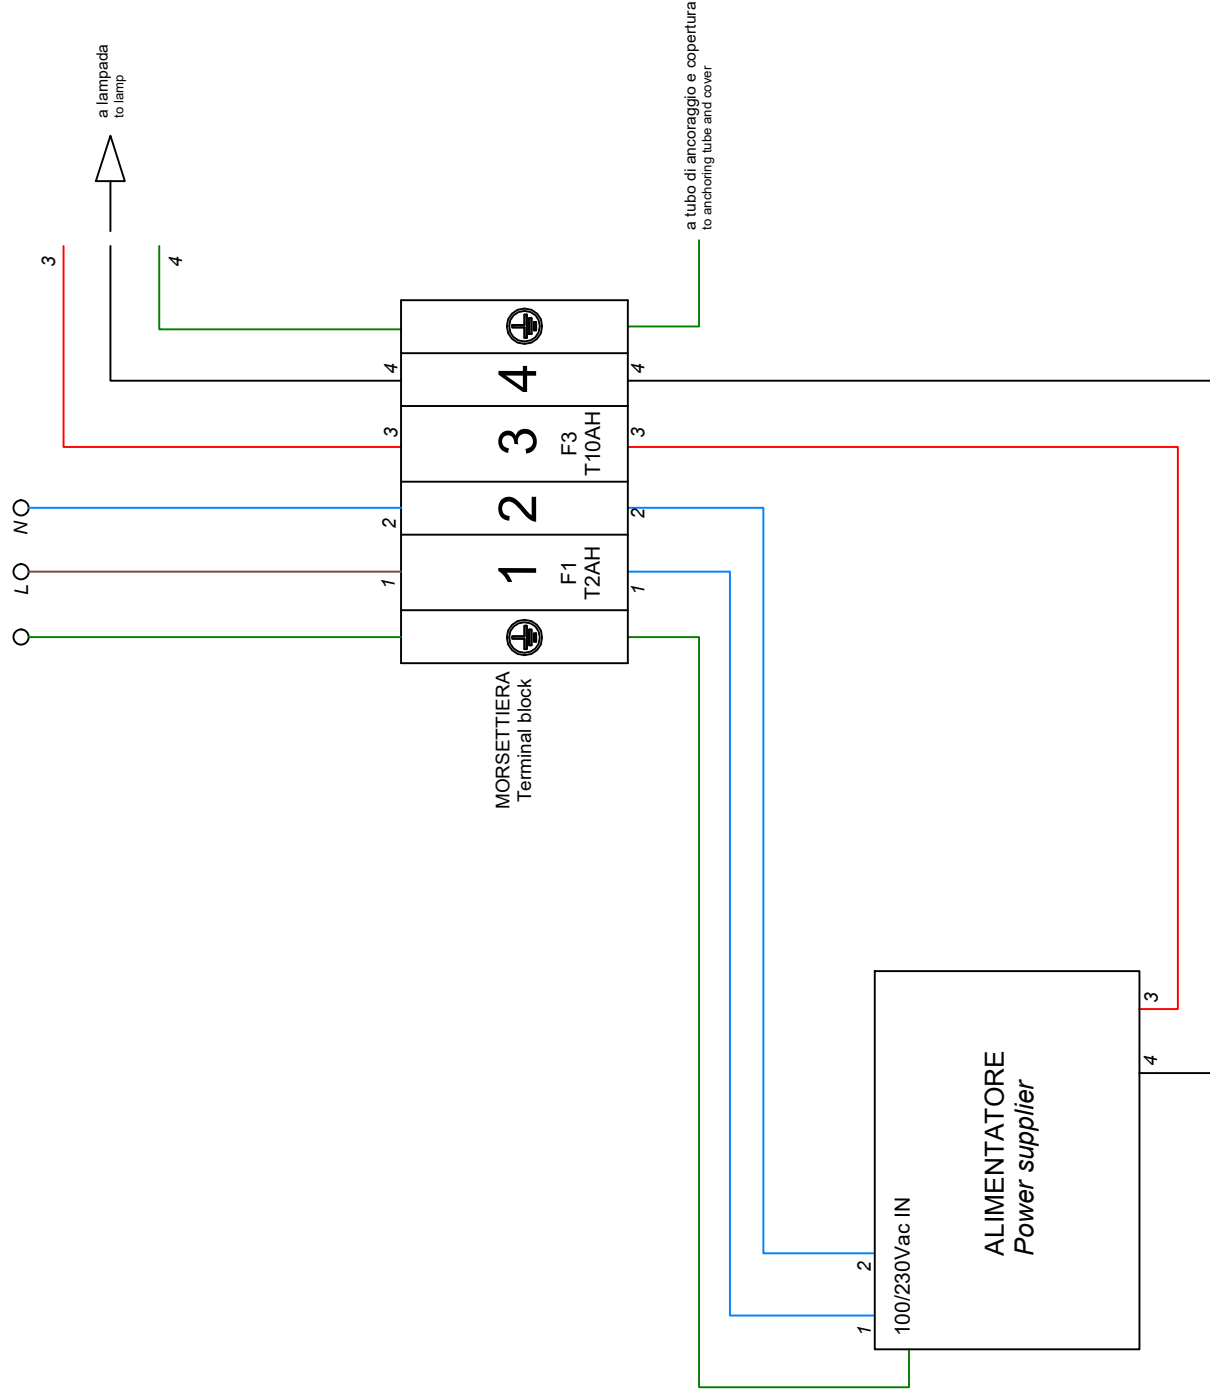 a lampada
to lamp
3
4
N
L
4
3
2
1
4
3
F3
T10AH
2
1
F1
T2AH
4
3
2
1
a tubo di ancoraggio e copertura
to anchoring tube and cover
MORSETTIERA
Terminal block
1
2
100/230Vac IN
ALIMENTATORE
Power supplier
3
4